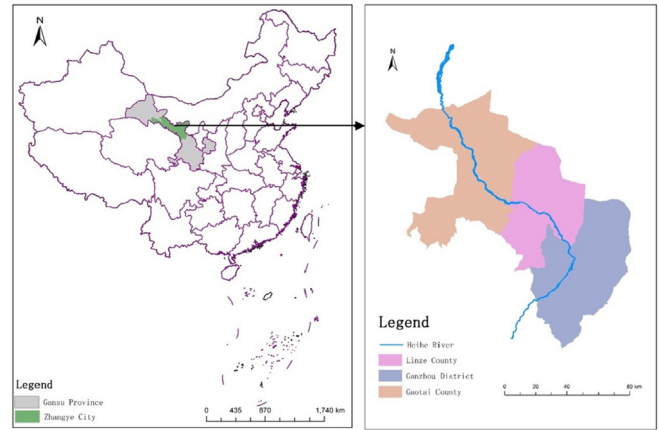 N
Legend
Gansu Province
Zhangye City
0 435 870 1,740 km
N
Legend
Heihe River
Linze County
Ganzhou District
Gaotai County
0 20 40 80 km